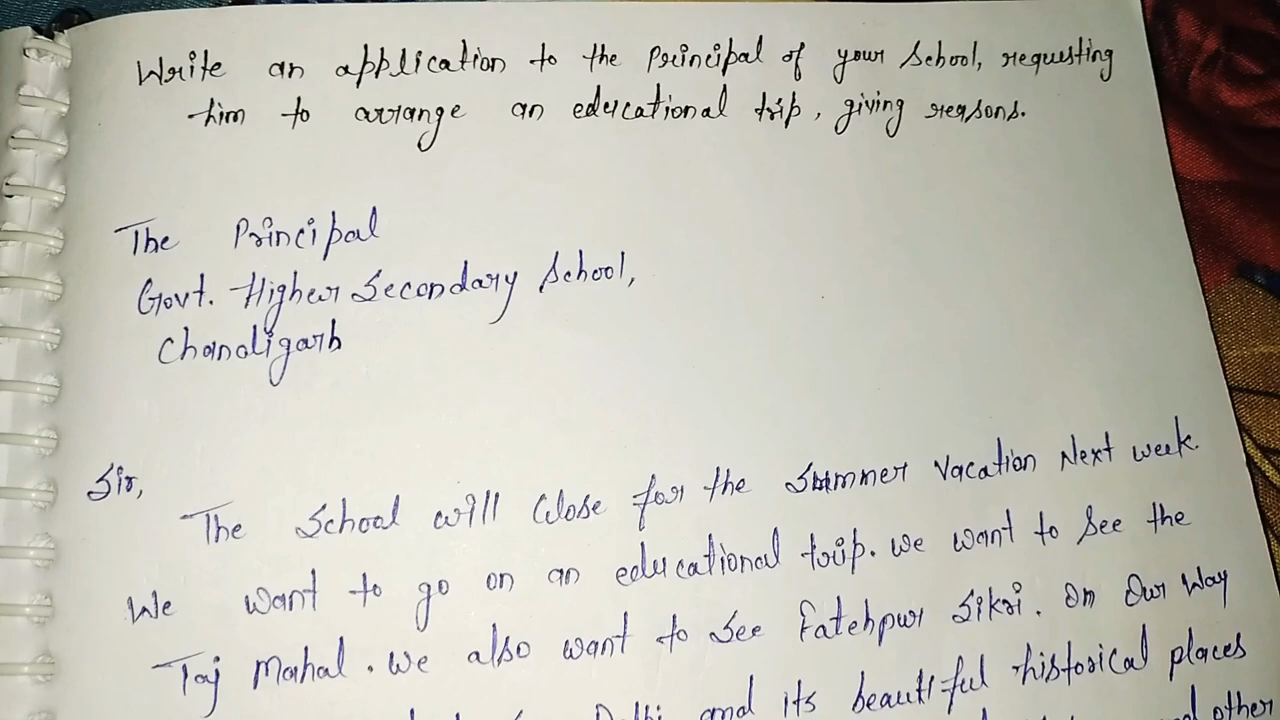 Write an application to the Principal of your School, requesting
him to arrange an educational trip, giving reasons.
The Principal
Govt. Higher Secondary School,
Chandigarh
Sir,
The School will Close for the Summer Vacation Next week.
We want to go on an educational trip. We want to See the
Taj Mahal. We also want to See Fatehpur Sikri. On Our Way
Delhi and its beautiful historical places
and other